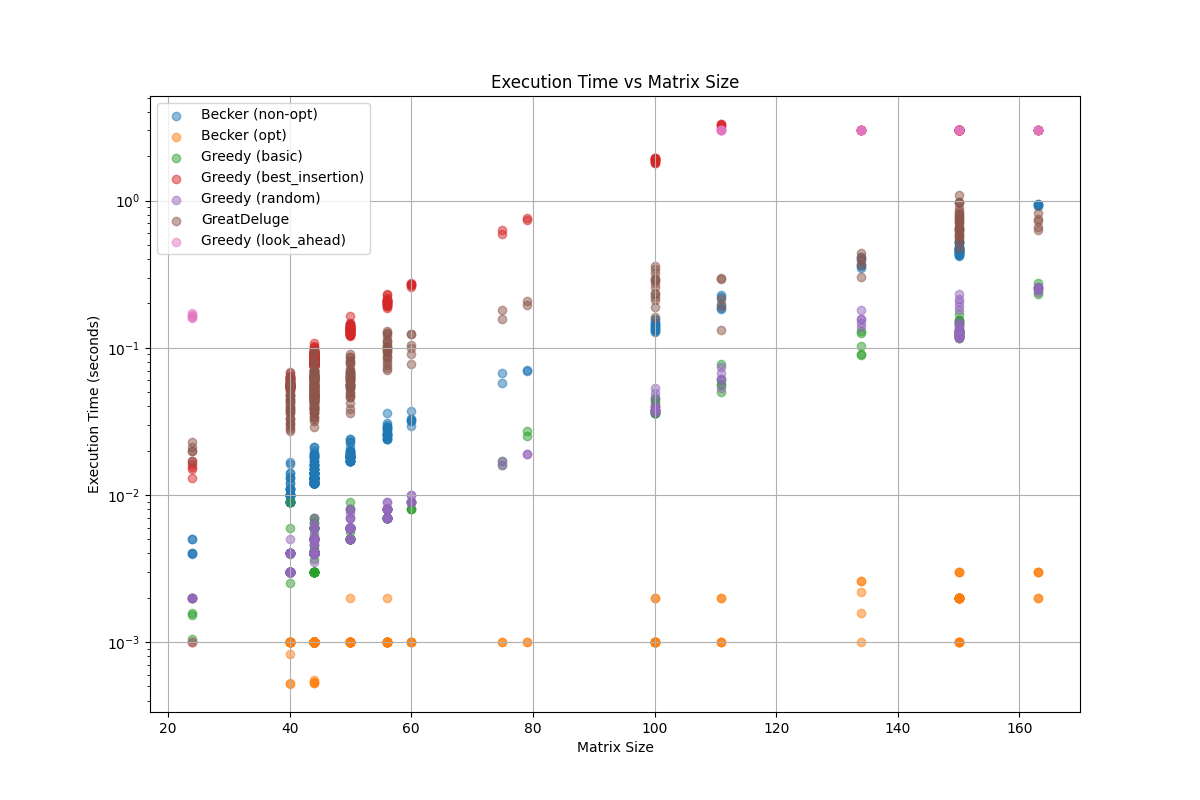 Execution Time vs Matrix Size
Becker (non-opt)
Becker (opt)
Greedy (basic)
Greedy (best_insertion)
Greedy (random)
GreatDeluge
Greedy (look_ahead)
Execution Time (seconds)
10⁰
10⁻¹
10⁻²
10⁻³
20 40 60 80 100 120 140 160
Matrix Size